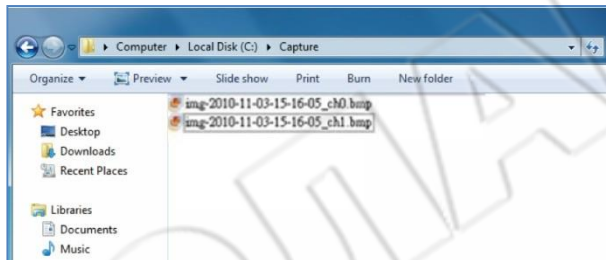 Computer ▸ Local Disk (C:) ▸ Capture
Organize ▾ Preview ▾ Slide show Print Burn New folder
Favorites
Desktop
Downloads
Recent Places
Libraries
Documents
Music
img-2010-11-03-15-16-05_ch0.bmp
img-2010-11-03-15-16-05_ch1.bmp